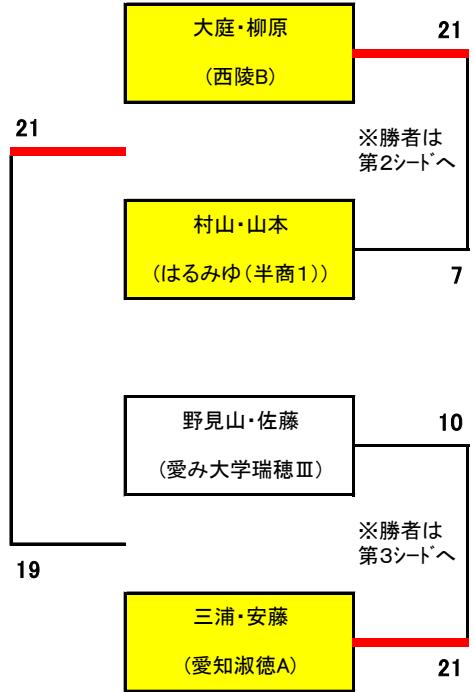 大庭・柳原
21
(西陵B)
21
※勝者は
第2シードへ
村山・山本
(はるみゆ(半商1))
7
野見山・佐藤
10
(愛み大学瑞穂Ⅲ)
※勝者は
第3シードへ
19
三浦・安藤
(愛知淑徳A)
21